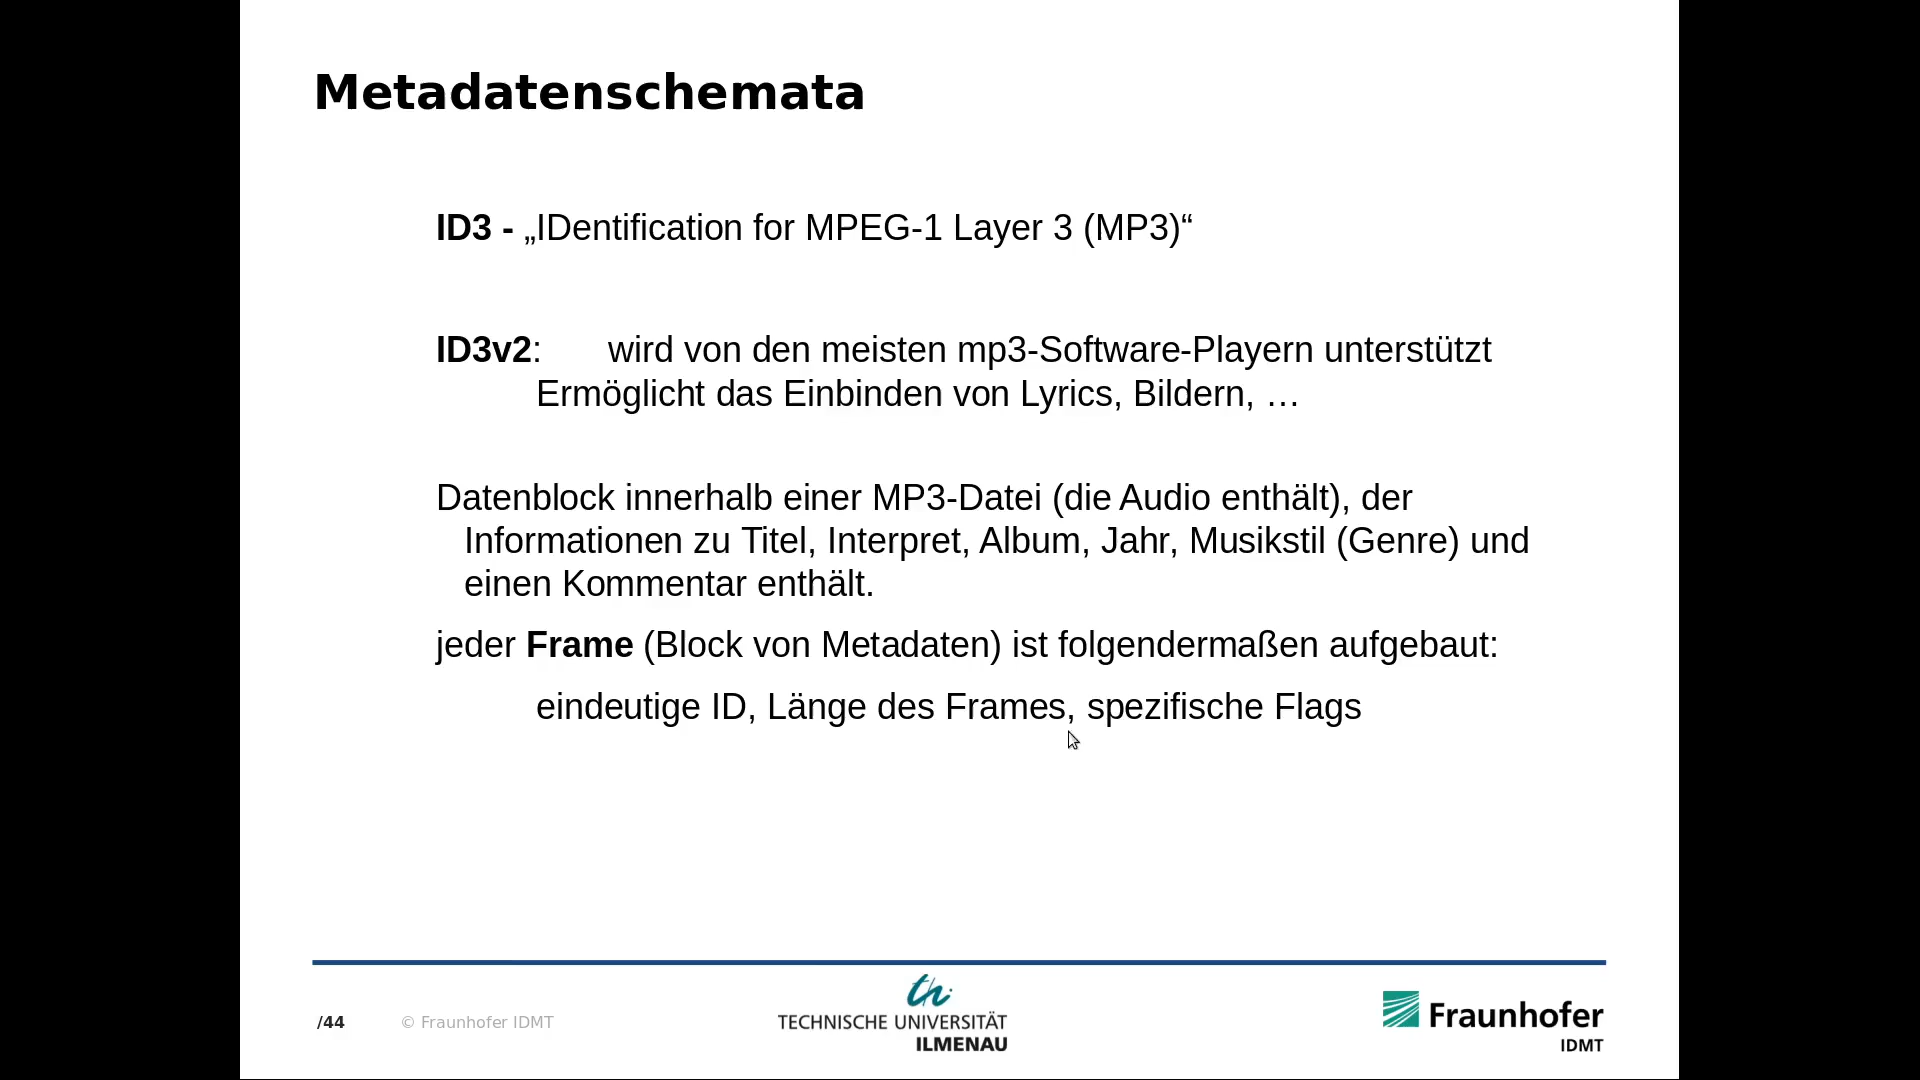 Metadatenschemata
ID3 - „IDentification for MPEG-1 Layer 3 (MP3)“
ID3v2: wird von den meisten mp3-Software-Playern unterstützt
Ermöglicht das Einbinden von Lyrics, Bildern, …
Datenblock innerhalb einer MP3-Datei (die Audio enthält), der
Informationen zu Titel, Interpret, Album, Jahr, Musikstil (Genre) und
einen Kommentar enthält.
jeder Frame (Block von Metadaten) ist folgendermaßen aufgebaut:
eindeutige ID, Länge des Frames, spezifische Flags
/44
© Fraunhofer IDMT
th
TECHNISCHE UNIVERSITÄT
ILMENAU
Fraunhofer
IDMT